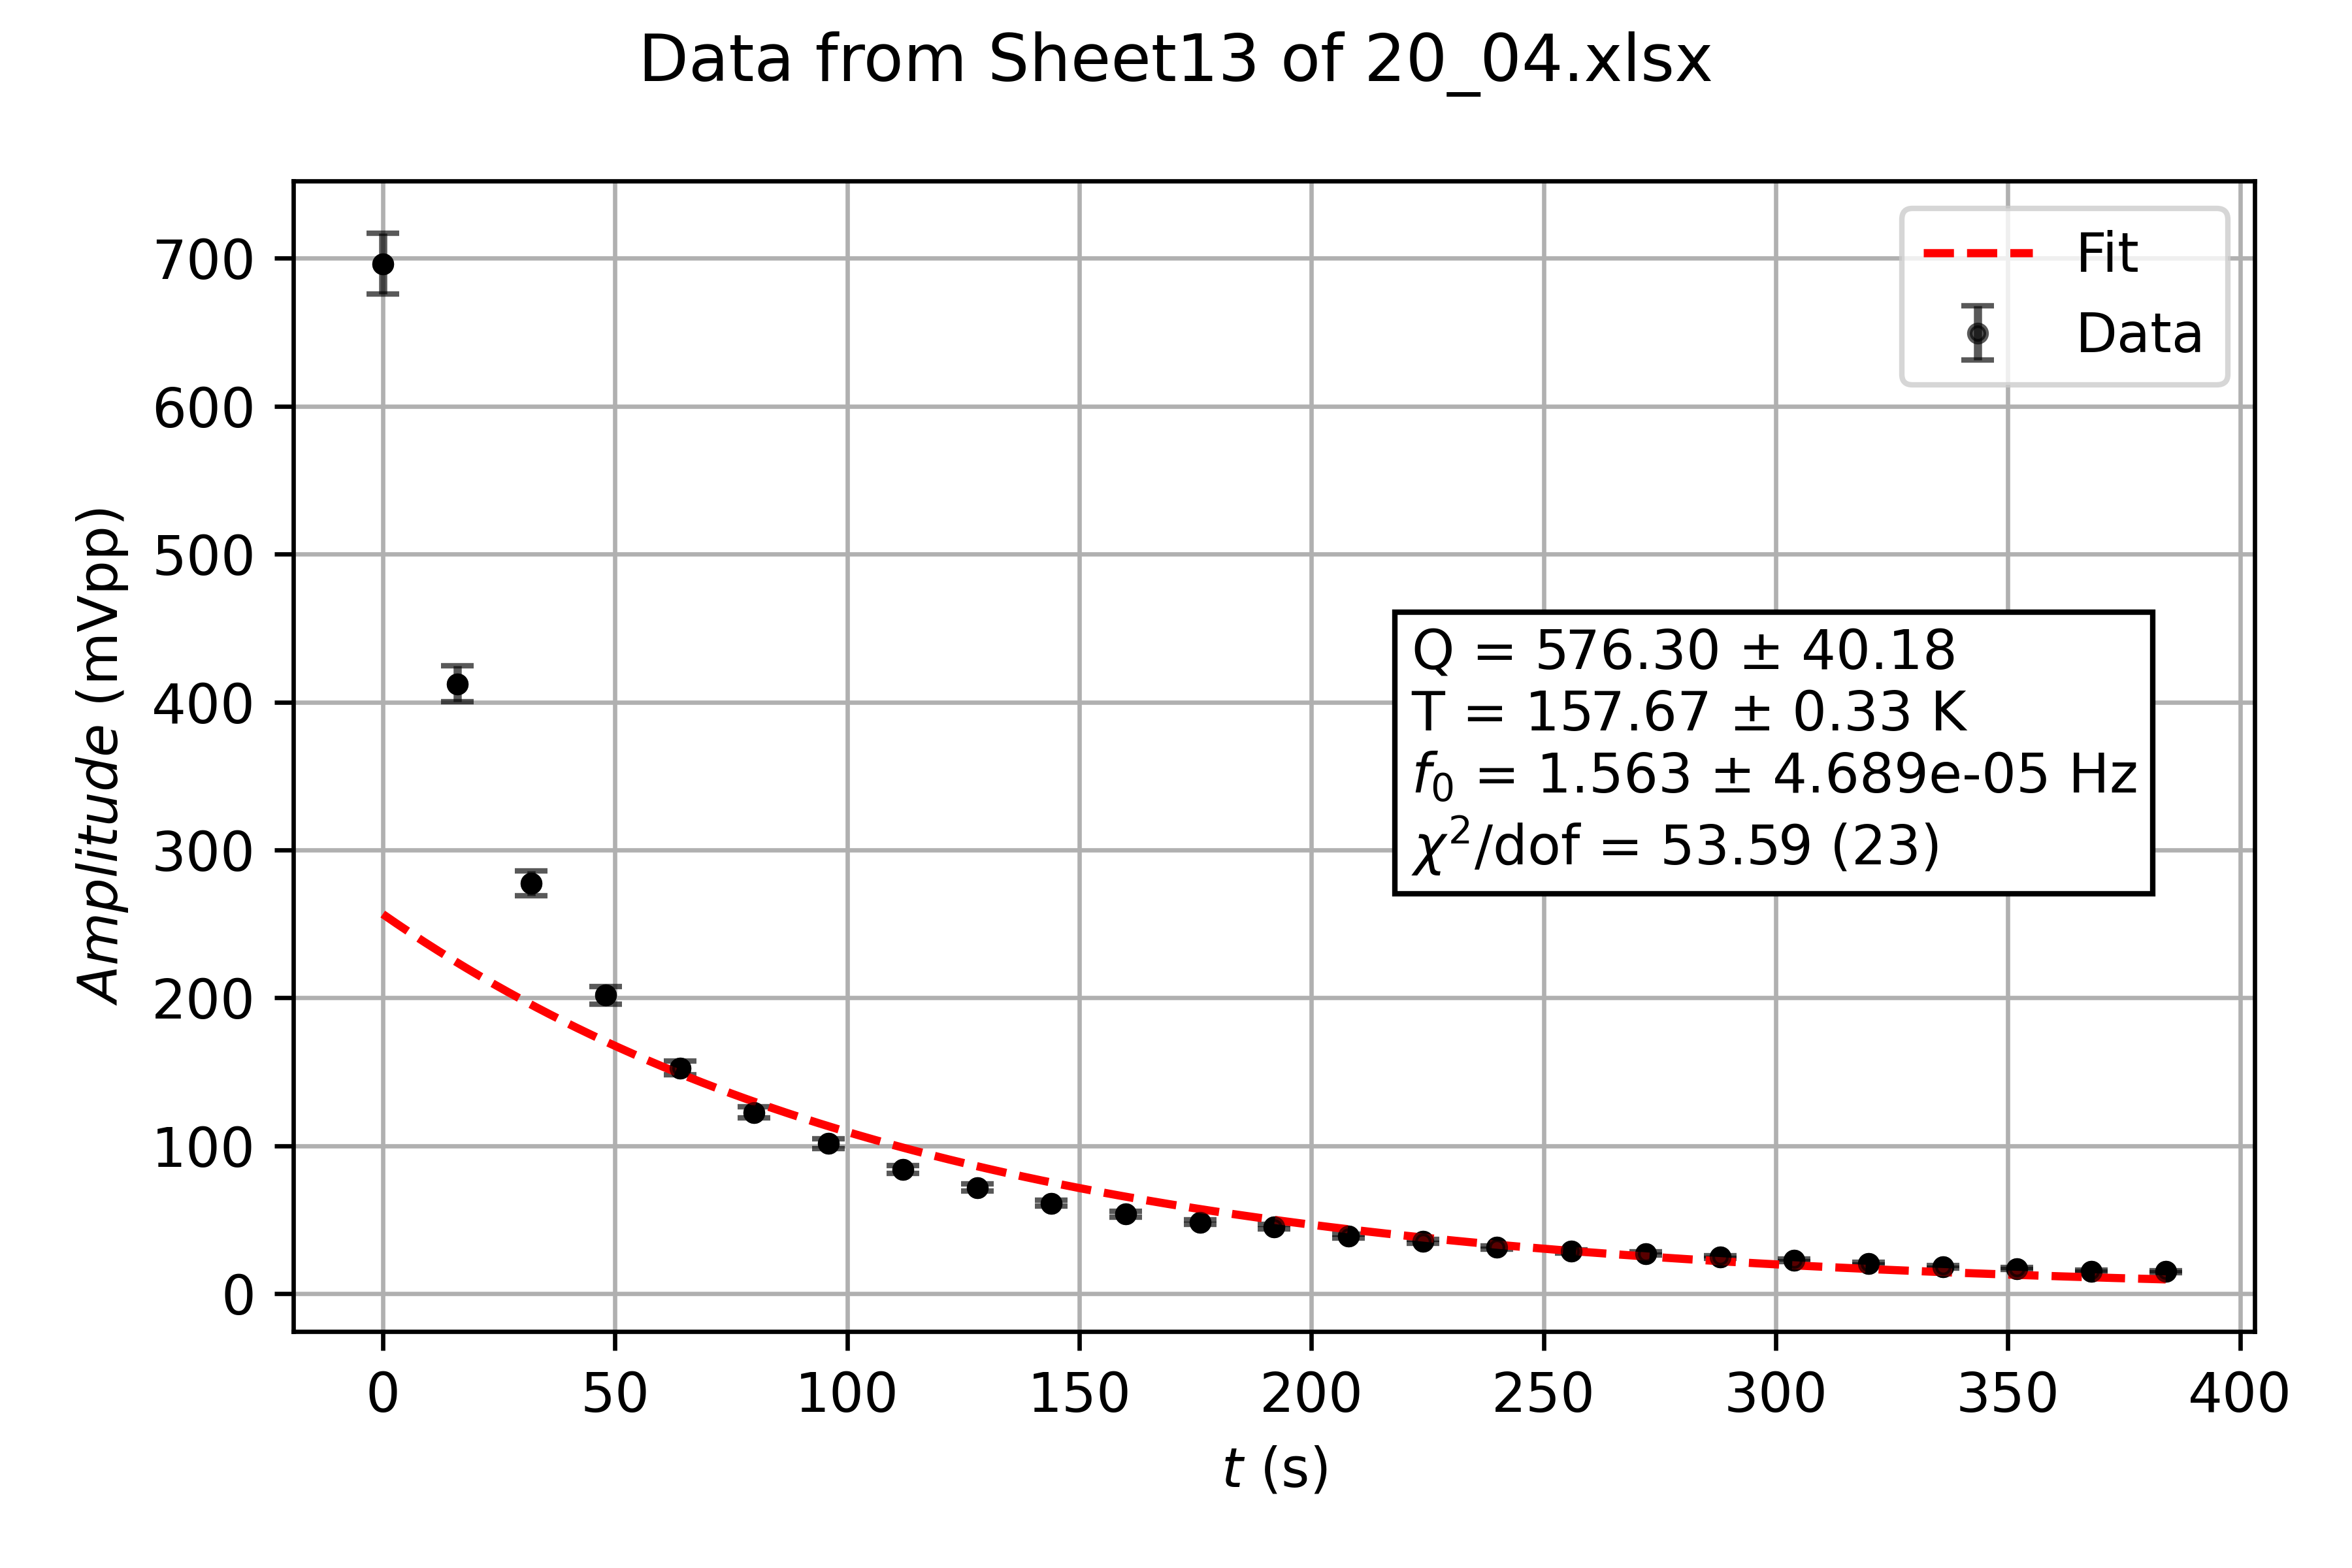 Data from Sheet13 of 20_04.xlsx
Amplitude (mVpp)
700
600
500
400
300
200
100
0
Fit
Data
Q = 576.30 ± 40.18
T = 157.67 ± 0.33 K
f₀ = 1.563 ± 4.689e-05 Hz
χ²/dof = 53.59 (23)
0 50 100 150 200 250 300 350 400
t (s)